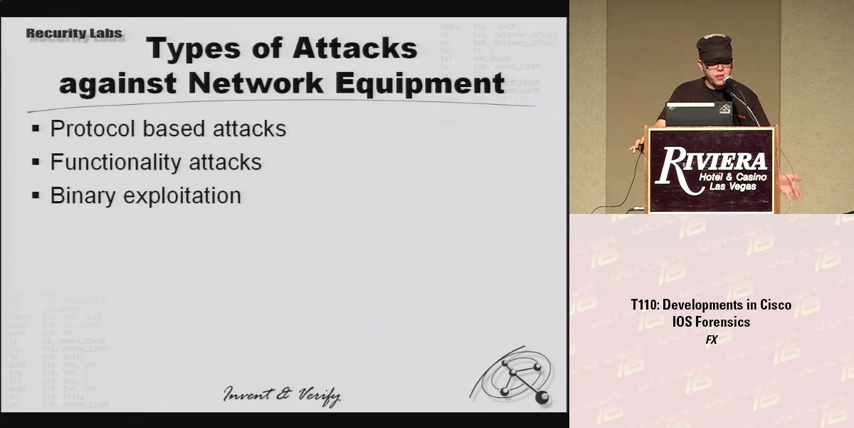 Recurity Labs
Types of Attacks
against Network Equipment
▪ Protocol based attacks
▪ Functionality attacks
▪ Binary exploitation
Invent & Verify
RIVIERA
Hotel & Casino
Las Vegas
T110: Developments in Cisco
IOS Forensics
FX